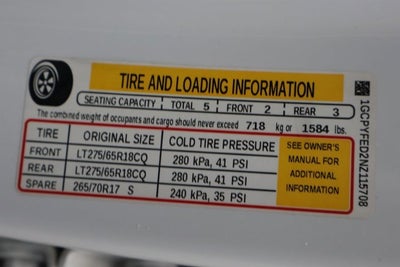 TIRE AND LOADING INFORMATION
SEATING CAPACITY TOTAL 5 FRONT 2 REAR 3
The combined weight of occupants and cargo should never exceed 718 kg or 1584 lbs.
TIRE ORIGINAL SIZE COLD TIRE PRESSURE
FRONT LT275/65R18CQ 280 kPa, 41 PSI
REAR LT275/65R18CQ 280 kPa, 41 PSI
SPARE 265/70R17 S 240 kPa, 35 PSI
SEE OWNER'S
MANUAL FOR
ADDITIONAL
INFORMATION
1GCPYFED2NZ115708